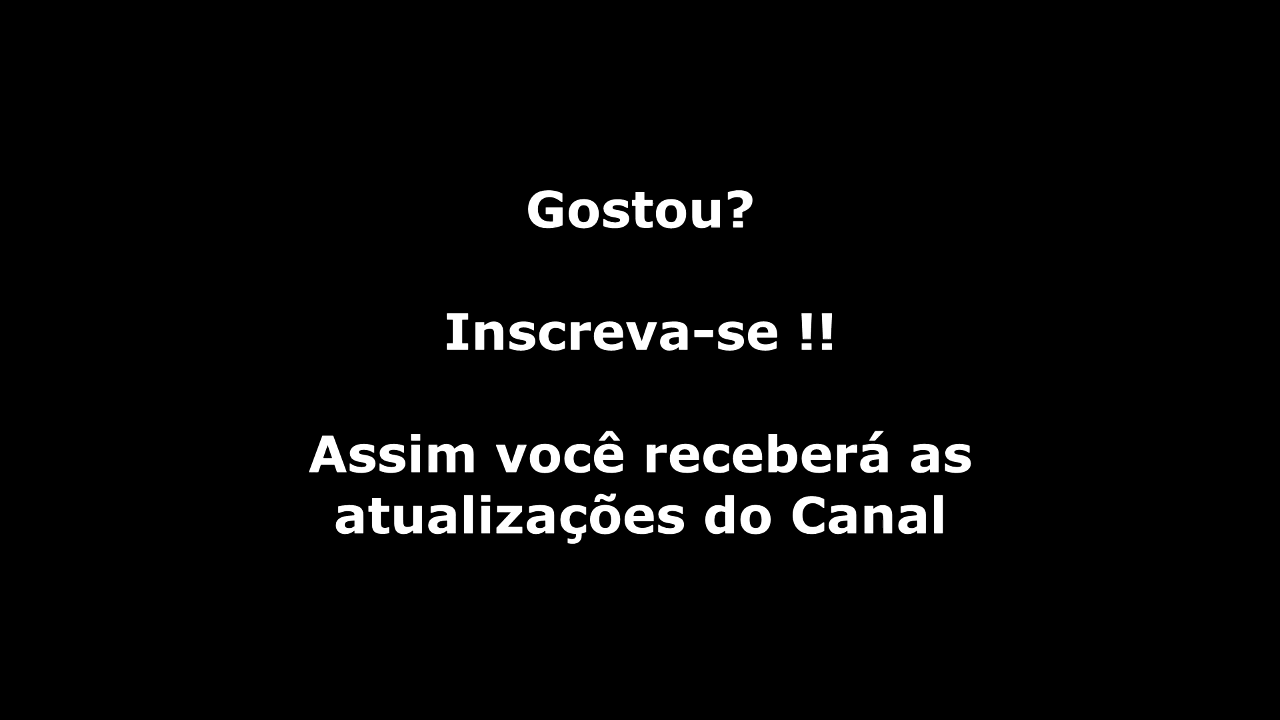 Gostou?
Inscreva-se !!
Assim você receberá as
atualizações do Canal